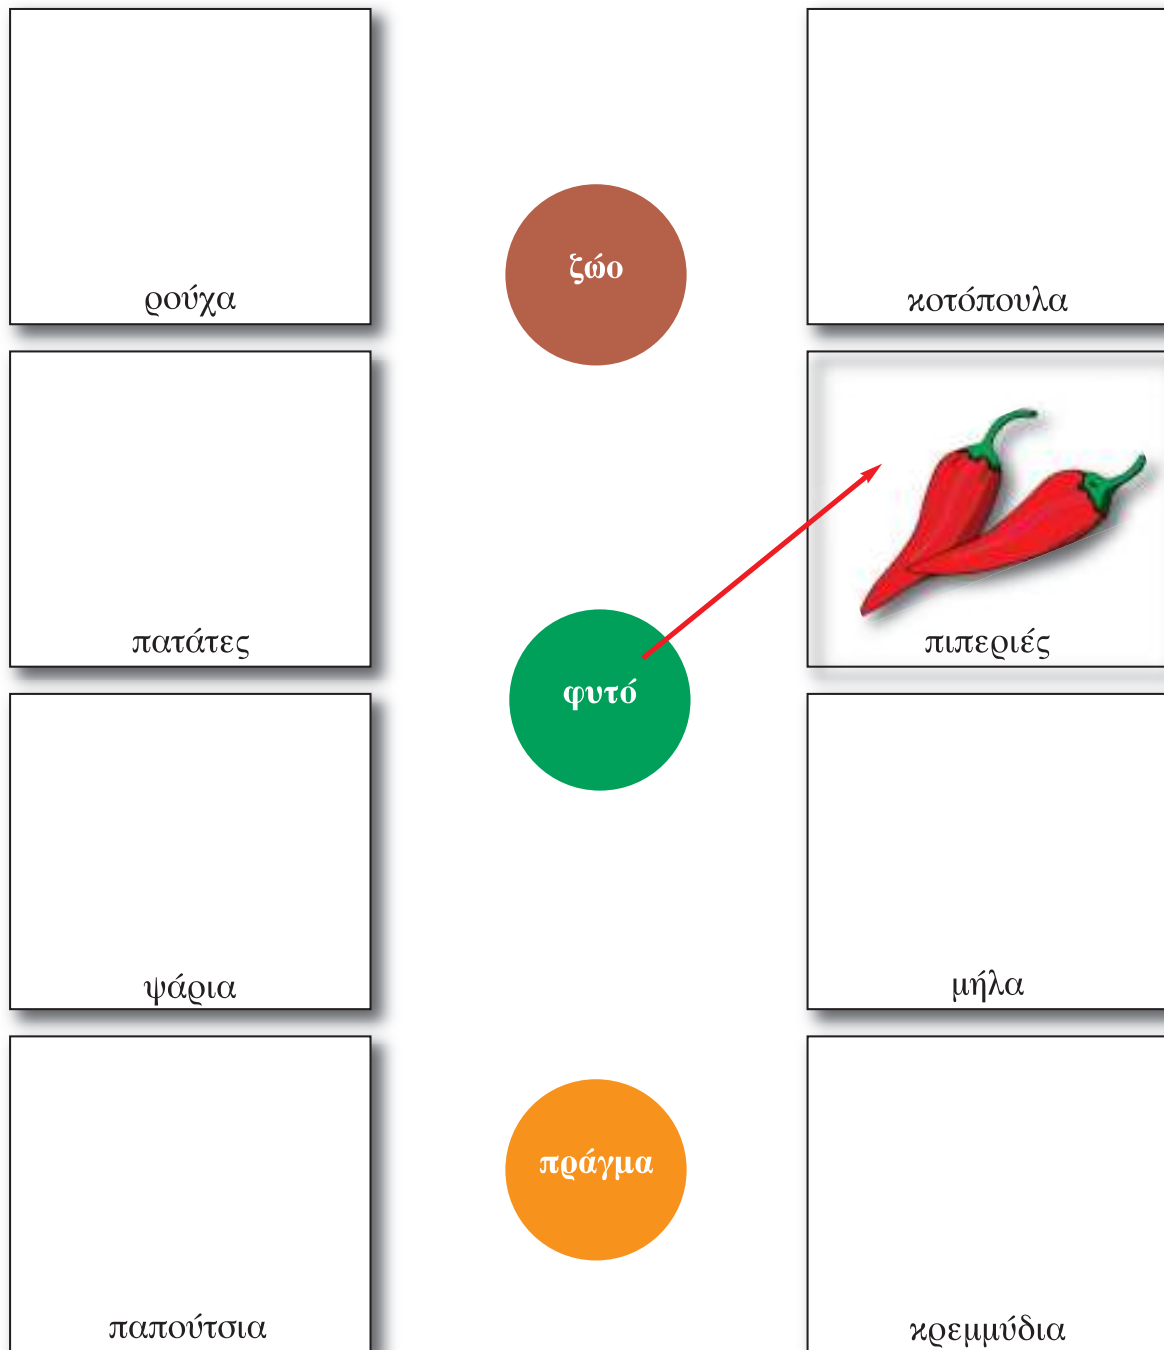 ρούχα
ζώο
κοτόπουλα
πατάτες
πιπεριές
φυτό
ψάρια
μήλα
πράγμα
παπούτσια
κρεμμύδια